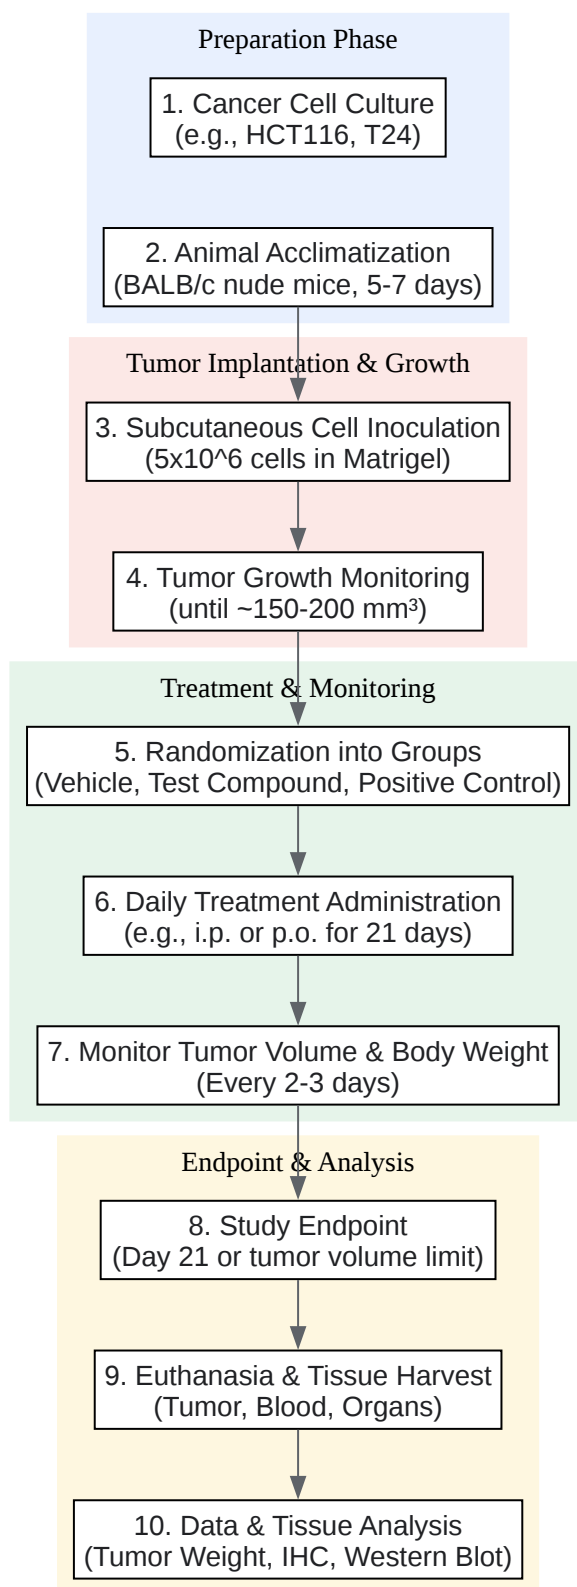 Preparation Phase
1. Cancer Cell Culture
(e.g., HCT116, T24)
2. Animal Acclimatization
(BALB/c nude mice, 5-7 days)
Tumor Implantation & Growth
3. Subcutaneous Cell Inoculation
(5x10^6 cells in Matrigel)
4. Tumor Growth Monitoring
(until ~150-200 mm³)
Treatment & Monitoring
5. Randomization into Groups
(Vehicle, Test Compound, Positive Control)
6. Daily Treatment Administration
(e.g., i.p. or p.o. for 21 days)
7. Monitor Tumor Volume & Body Weight
(Every 2-3 days)
Endpoint & Analysis
8. Study Endpoint
(Day 21 or tumor volume limit)
9. Euthanasia & Tissue Harvest
(Tumor, Blood, Organs)
10. Data & Tissue Analysis
(Tumor Weight, IHC, Western Blot)